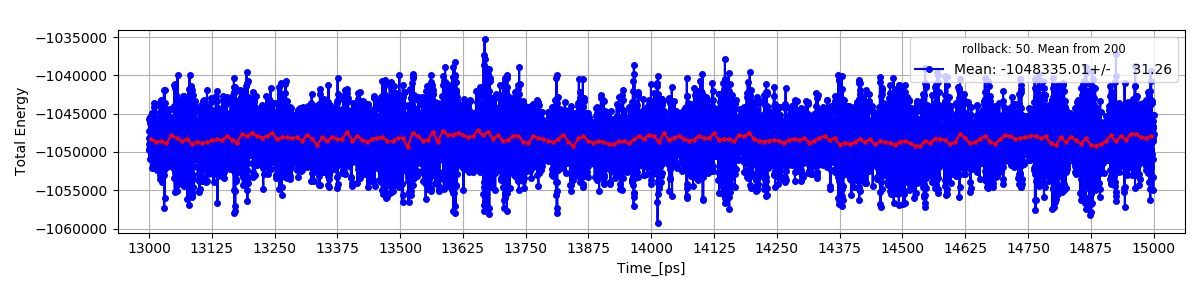 Total Energy
−1035000
−1040000
−1045000
−1050000
−1055000
−1060000
rollback: 50. Mean from 200
Mean: -1048335.01+/-     31.26
13000 13125 13250 13375 13500 13625 13750 13875 14000 14125 14250 14375 14500 14625 14750 14875 15000
Time_[ps]